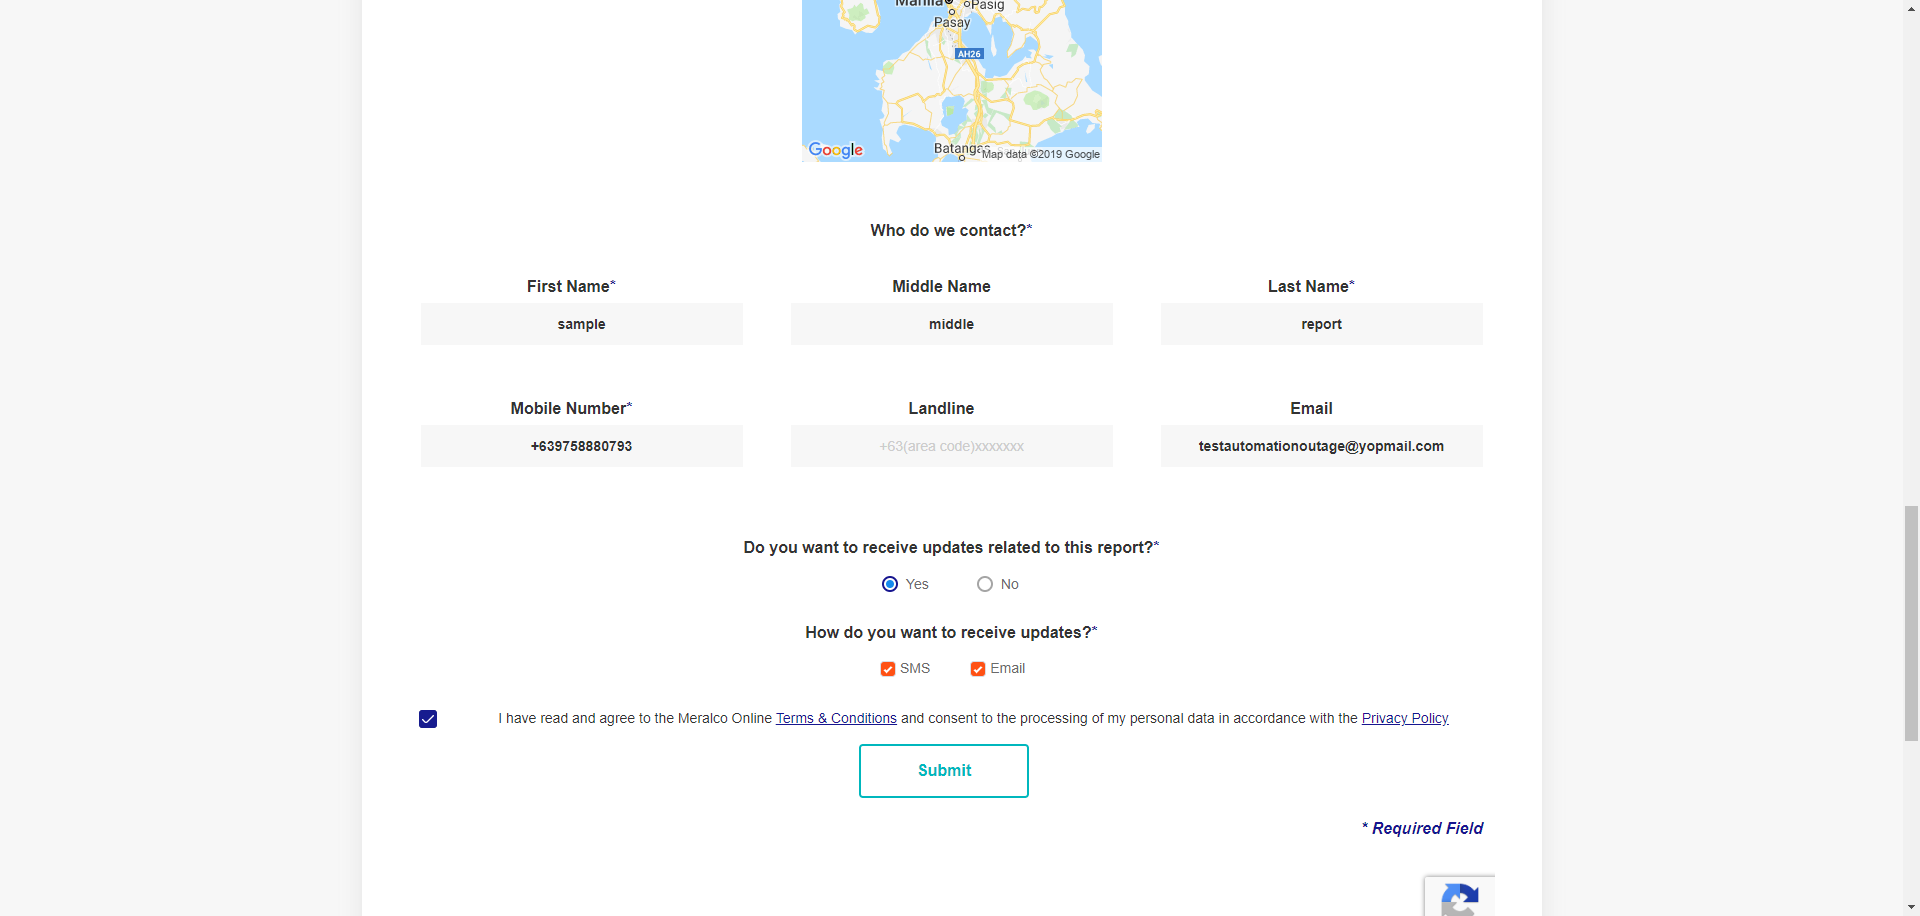 Manila
Pasig
Pasay
AH26
Batangas
Google
Map data ©2019 Google
Who do we contact?*
First Name* Middle Name Last Name*
sample middle report
Mobile Number* Landline Email
+639758880793 +63(area code)xxxxxxx testautomationoutage@yopmail.com
Do you want to receive updates related to this report?*
Yes No
How do you want to receive updates?*
SMS Email
I have read and agree to the Meralco Online Terms & Conditions and consent to the processing of my personal data in accordance with the Privacy Policy
Submit
* Required Field